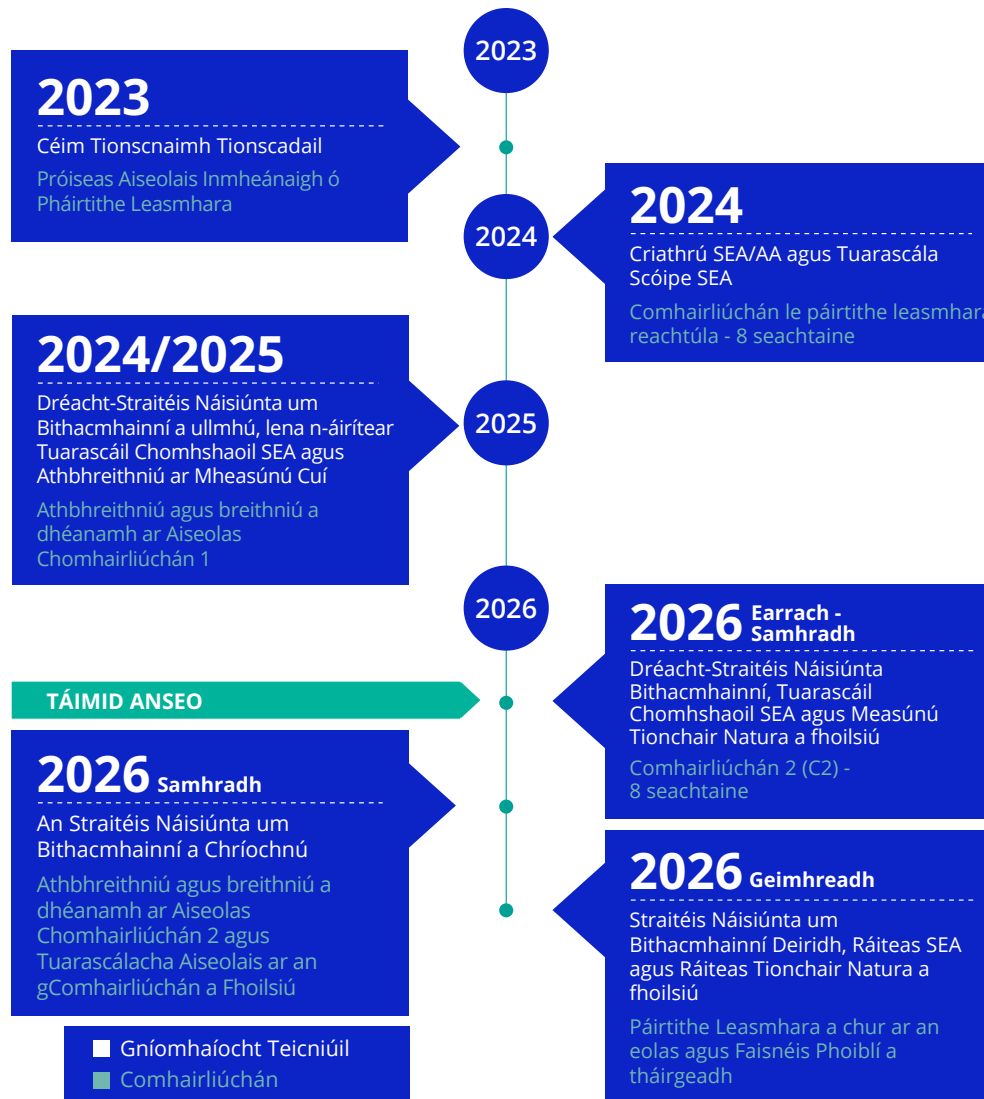 2023
2023
Céim Tionscnaimh Tionscadail
Próiseas Aiseolais Inmheánaigh ó
Pháirtithe Leasmhara
2024
2024
Criathrú SEA/AA agus Tuarascála
Scóipe SEA
Comhairliúchán le páirtithe leasmhara
reachtúla - 8 seachtaine
2024/2025
Dréacht-Straitéis Náisiúnta um
Bithacmhainní a ullmhú, lena n-áirítear
Tuarascáil Chomhshaoil SEA agus
Athbhreithniú ar Mheasúnú Cuí
Athbhreithniú agus breithniú a
dhéanamh ar Aiseolas
Chomhairliúchán 1
2025
2026
2026 Earrach -
Samhradh
Dréacht-Straitéis Náisiúnta
Bithacmhainní, Tuarascáil
Chomhshaoil SEA agus Measúnú
Tionchair Natura a fhoilsiú
Comhairliúchán 2 (C2) -
8 seachtaine
TÁIMID ANSEO
2026 Samhradh
An Straitéis Náisiúnta um
Bithacmhainní a Chríochnú
Athbhreithniú agus breithniú a
dhéanamh ar Aiseolas
Chomhairliúchán 2 agus
Tuarascálacha Aiseolais ar an
gComhairliúchán a Fhoilsiú
2026 Geimhreadh
Straitéis Náisiúnta um
Bithacmhainní Deiridh, Ráiteas SEA
agus Ráiteas Tionchair Natura a
fhoilsiú
Páirtithe Leasmhara a chur ar an
eolas agus Faisnéis Phoiblí a
tháirgeadh
Gníomhaíocht Teicniúil
Comhairliúchán